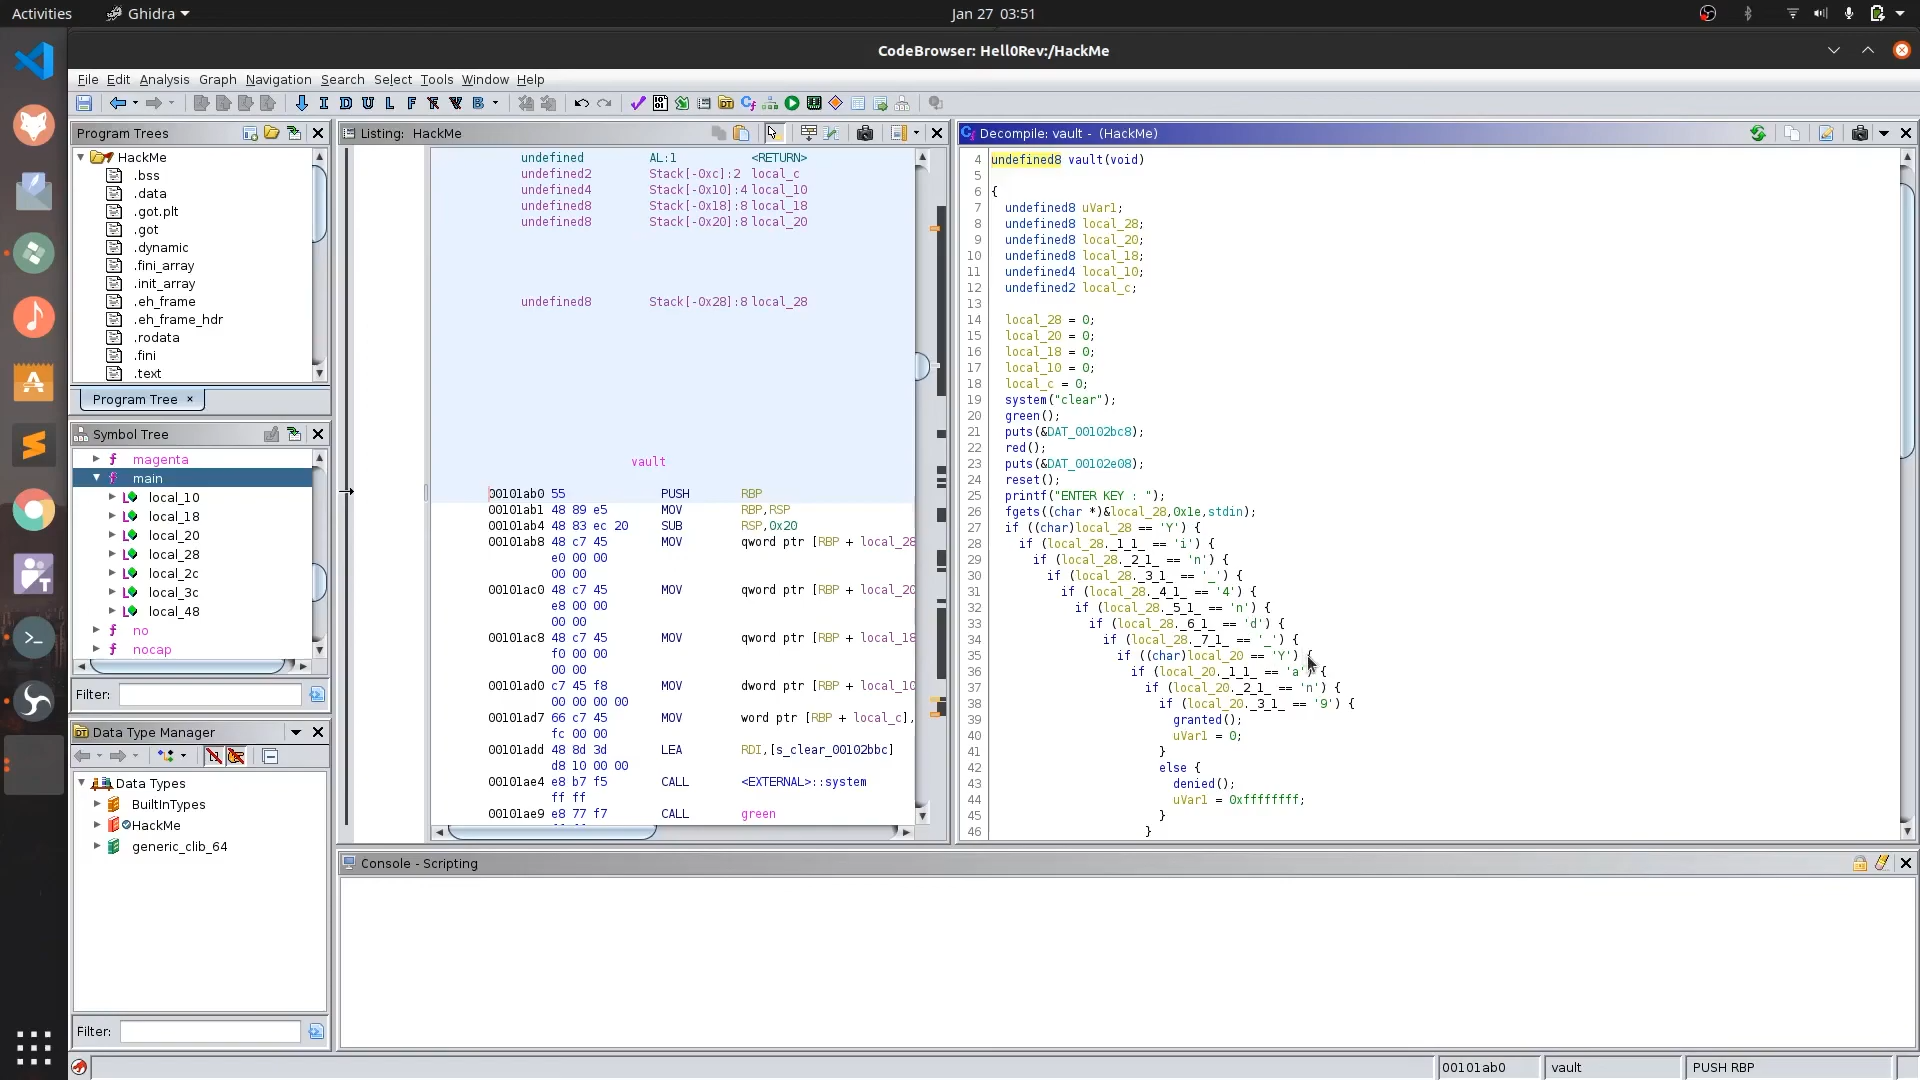 Activities Ghidra Jan 27 03:51
CodeBrowser: Hell0Rev:/HackMe
File Edit Analysis Graph Navigation Search Select Tools Window Help
I D U L F B
Program Trees
HackMe
.bss
.data
.got.plt
.got
.dynamic
.fini_array
.init_array
.eh_frame
.eh_frame_hdr
.rodata
.fini
.text
Program Tree ×
Symbol Tree
f magenta
f main
local_10
local_18
local_20
local_28
local_2c
local_3c
local_48
f no
f nocap
Filter:
Data Type Manager
Data Types
BuiltInTypes
HackMe
generic_clib_64
Filter:
Listing: HackMe
undefined AL:1 <RETURN>
undefined2 Stack[-0xc]:2 local_c
undefined4 Stack[-0x10]:4 local_10
undefined8 Stack[-0x18]:8 local_18
undefined8 Stack[-0x20]:8 local_20
undefined8 Stack[-0x28]:8 local_28
vault
00101ab0 55 PUSH RBP
00101ab1 48 89 e5 MOV RBP,RSP
00101ab4 48 83 ec 20 SUB RSP,0x20
00101ab8 48 c7 45 MOV qword ptr [RBP + local_28
e0 00 00
00 00
00101ac0 48 c7 45 MOV qword ptr [RBP + local_20
e8 00 00
00 00
00101ac8 48 c7 45 MOV qword ptr [RBP + local_18
f0 00 00
00 00
00101ad0 c7 45 f8 MOV dword ptr [RBP + local_10
00 00 00 00
00101ad7 66 c7 45 MOV word ptr [RBP + local_c],
fc 00 00
00101add 48 8d 3d LEA RDI,[s_clear_00102bbc]
d8 10 00 00
00101ae4 e8 b7 f5 CALL <EXTERNAL>::system
ff ff
00101ae9 e8 77 f7 CALL green
Decompile: vault - (HackMe)
4 undefined8 vault(void)
5
6 {
7 undefined8 uVar1;
8 undefined8 local_28;
9 undefined8 local_20;
10 undefined8 local_18;
11 undefined4 local_10;
12 undefined2 local_c;
13
14 local_28 = 0;
15 local_20 = 0;
16 local_18 = 0;
17 local_10 = 0;
18 local_c = 0;
19 system("clear");
20 green();
21 puts(&DAT_00102bc8);
22 red();
23 puts(&DAT_00102e08);
24 reset();
25 printf("ENTER KEY : ");
26 fgets((char *)&local_28,0x1e,stdin);
27 if ((char)local_28 == 'Y') {
28 if (local_28._1_1_ == 'i') {
29 if (local_28._2_1_ == 'n') {
30 if (local_28._3_1_ == '_') {
31 if (local_28._4_1_ == '4') {
32 if (local_28._5_1_ == 'n') {
33 if (local_28._6_1_ == 'd') {
34 if (local_28._7_1_ == '_') {
35 if ((char)local_20 == 'Y') {
36 if (local_20._1_1_ == 'a') {
37 if (local_20._2_1_ == 'n') {
38 if (local_20._3_1_ == '9') {
39 granted();
40 uVar1 = 0;
41 }
42 else {
43 denied();
44 uVar1 = 0xffffffff;
45 }
46 }
Console - Scripting
00101ab0 vault PUSH RBP